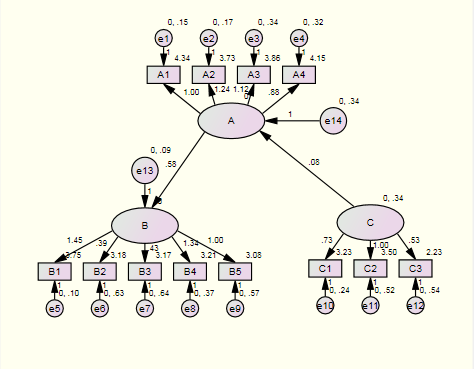 0, .15 0, .17 0, .34 0, .32
e1 e2 e3 e4
1 1 1 1
4.34 3.73 3.86 4.15
A1 A2 A3 A4
1.00 1.24 1.12 .88
0
0, .34
A 1 e14
0, .09
e13 .58 .08
1
0, .34
B C
1.45 .39 .43 1.34 1.00 .73 1.00 .53
3.75 3.18 3.17 3.21 3.08 3.23 3.50 2.23
B1 B2 B3 B4 B5 C1 C2 C3
1 1 1 1 1 1 1 1
0, .10 0, .63 0, .64 0, .37 0, .57 0, .24 0, .52 0, .54
e5 e6 e7 e8 e9 e10 e11 e12